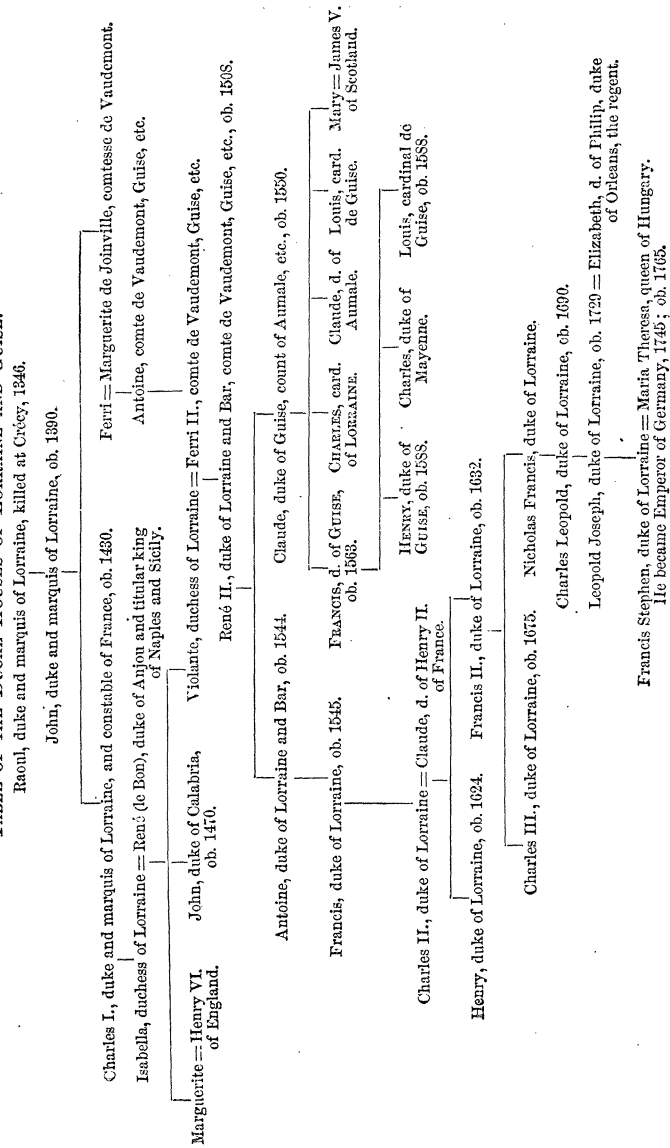 TABLE OF THE DUCAL HOUSES OF LORRAINE AND GUISE.
Raoul, duke and marquis of Lorraine, killed at Crécy, 1346.
John, duke and marquis of Lorraine, ob. 1390.
Charles I., duke and marquis of Lorraine, and constable of France, ob. 1430.
Ferri = Marguerite de Joinville, comtesse de Vaudemont.
Isabella, duchess of Lorraine = René (le Bon), duke of Anjou and titular king
of Naples and Sicily.
Antoine, comte de Vaudemont, Guise, etc.
Marguerite = Henry VI.
of England.
John, duke of Calabria,
ob. 1470.
Violante, duchess of Lorraine = Ferri II., comte de Vaudemont, Guise, etc.
René II., duke of Lorraine and Bar, comte de Vaudemont, Guise, etc., ob. 1508.
Antoine, duke of Lorraine and Bar, ob. 1544.
Claude, duke of Guise, count of Aumale, etc., ob. 1550.
Francis, duke of Lorraine, ob. 1545.
FRANCIS, d. of GUISE,
ob. 1563.
CHARLES, card.
of LORRAINE.
Claude, d. of
Aumale.
Louis, card.
de Guise.
Mary = James V.
of Scotland.
HENRY, duke of
GUISE, ob. 1588.
Charles, duke of
Mayenne.
Louis, cardinal de
Guise, ob. 1588.
Charles II., duke of Lorraine = Claude, d. of Henry II.
of France.
Henry, duke of Lorraine, ob. 1624.
Francis II., duke of Lorraine, ob. 1632.
Charles III., duke of Lorraine, ob. 1675.
Nicholas Francis, duke of Lorraine.
Charles Leopold, duke of Lorraine, ob. 1690.
Leopold Joseph, duke of Lorraine, ob. 1729 = Elizabeth, d. of Philip, duke
of Orleans, the regent.
Francis Stephen, duke of Lorraine = Maria Theresa, queen of Hungary.
He became Emperor of Germany, 1745; ob. 1765.